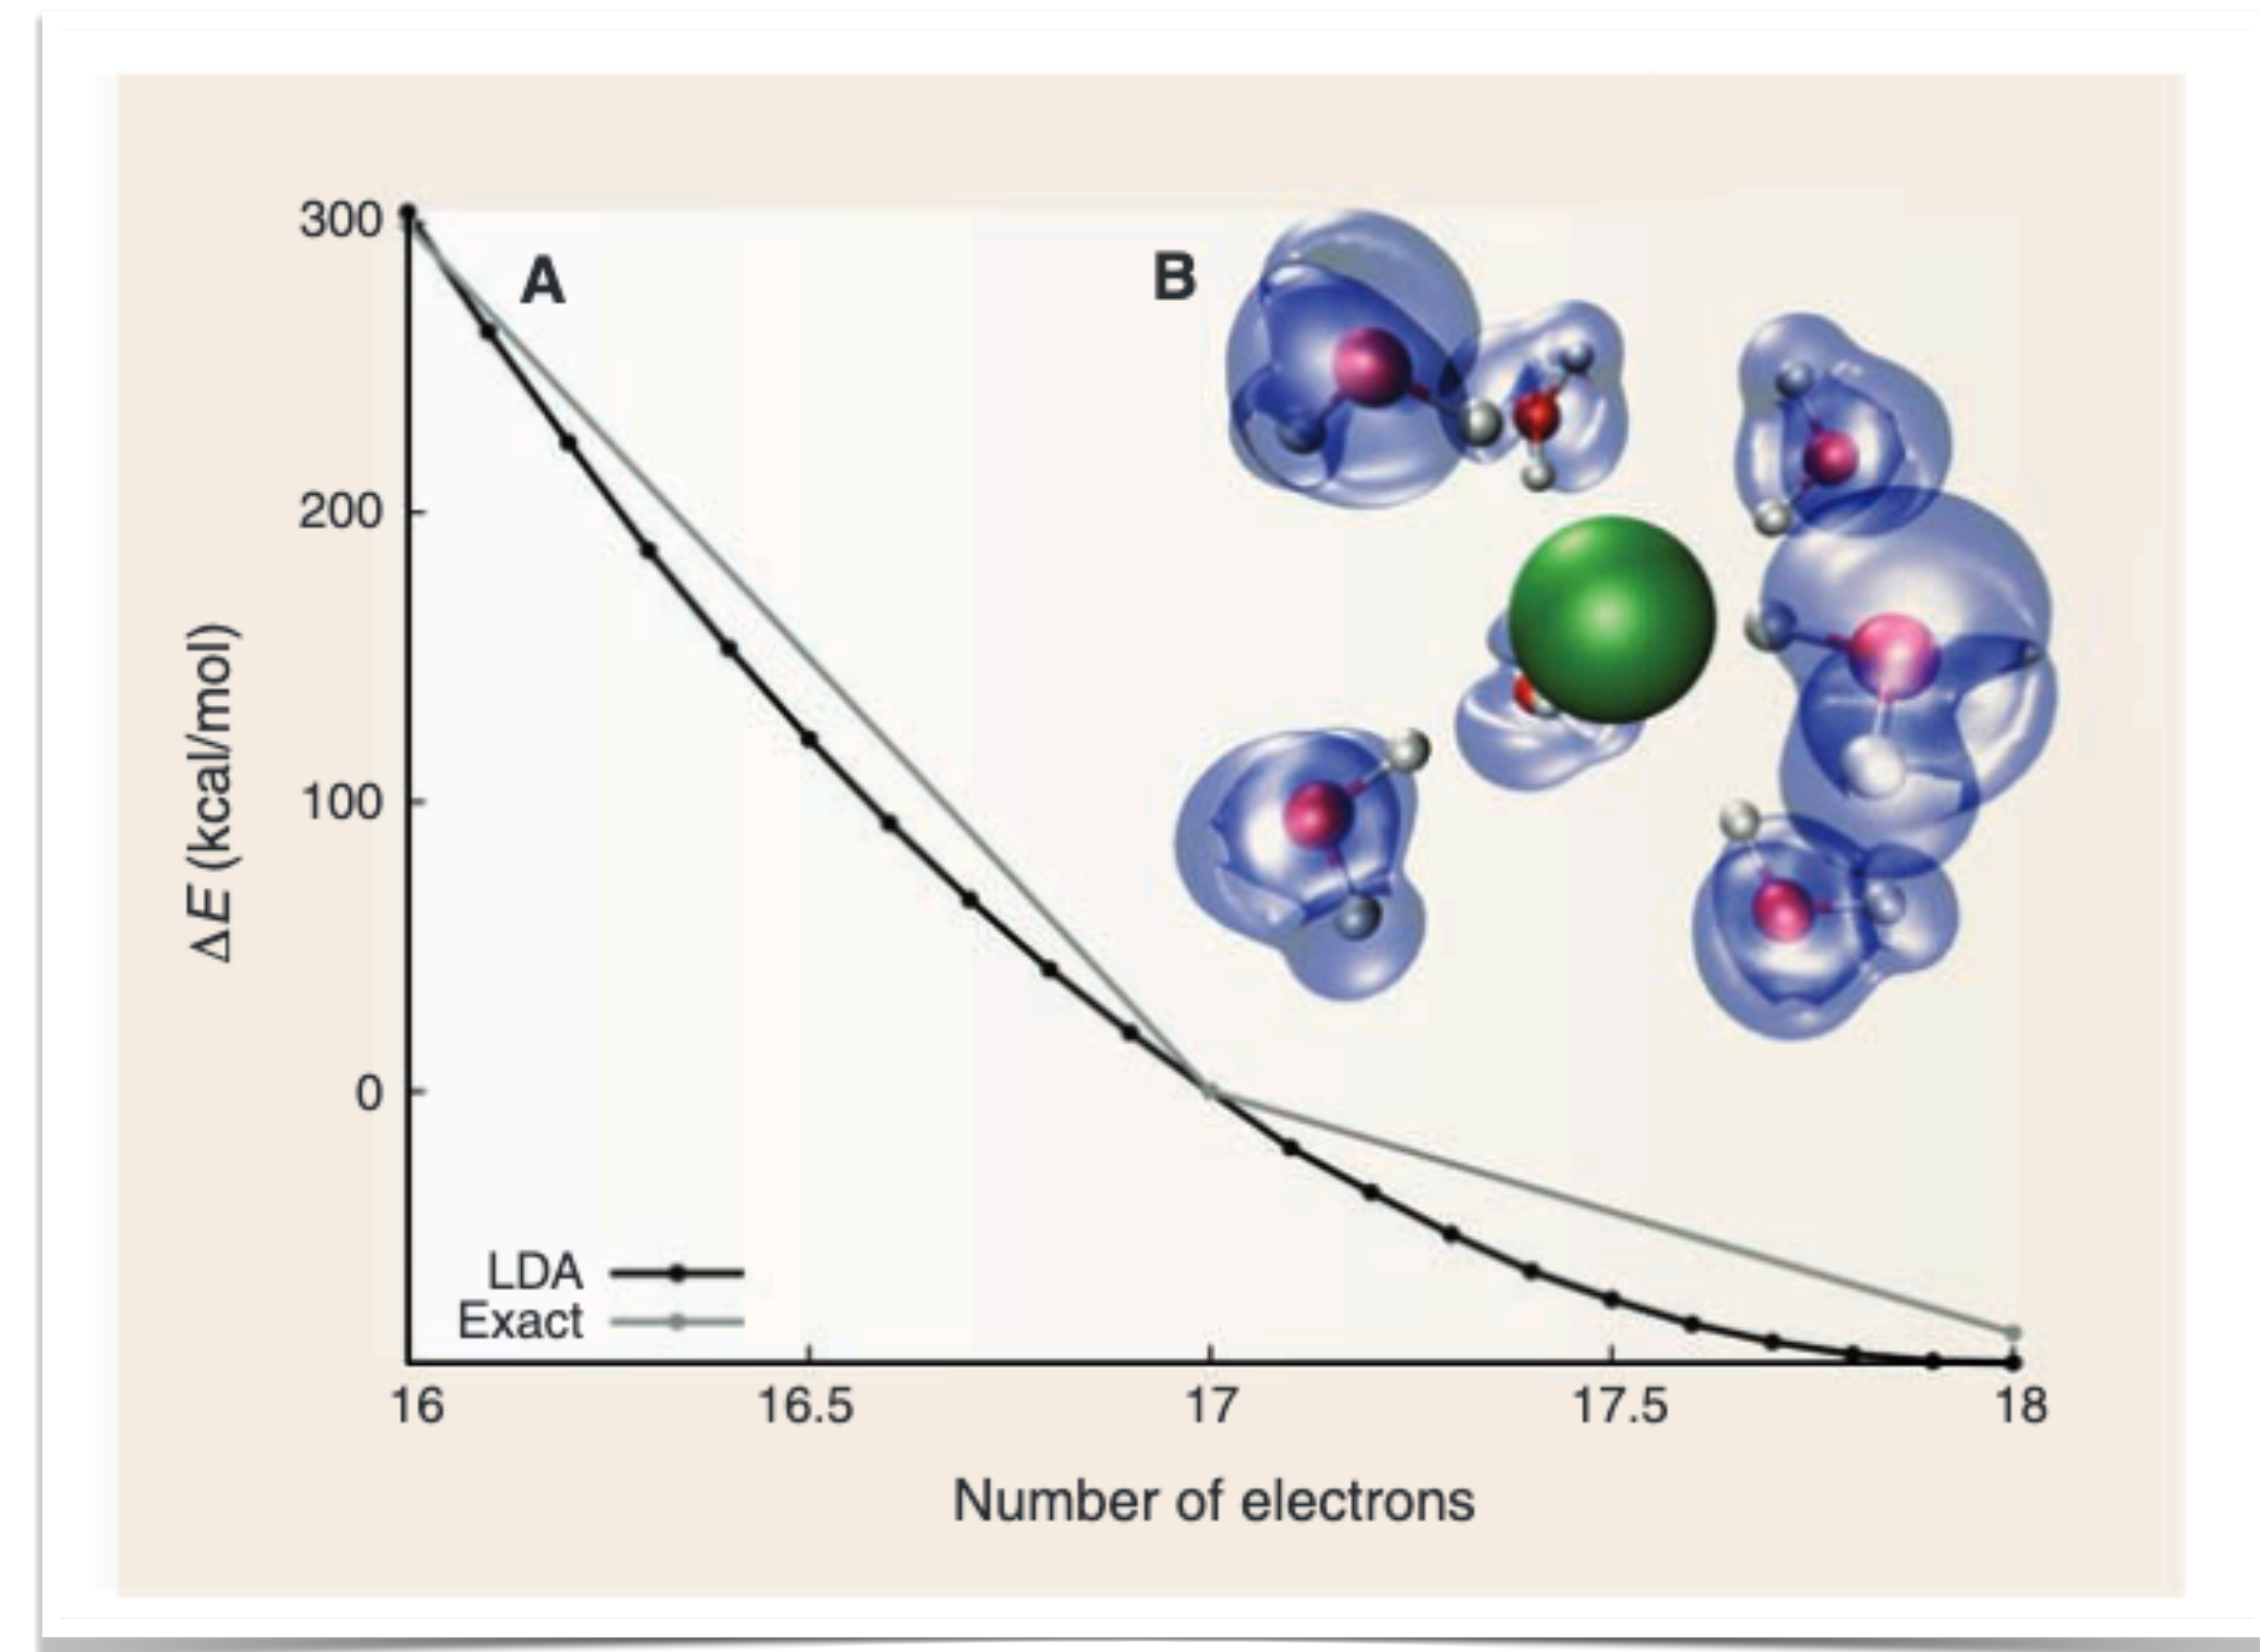 300
A
B
200
100
0
ΔE (kcal/mol)
LDA
Exact
16
16.5
17
17.5
18
Number of electrons